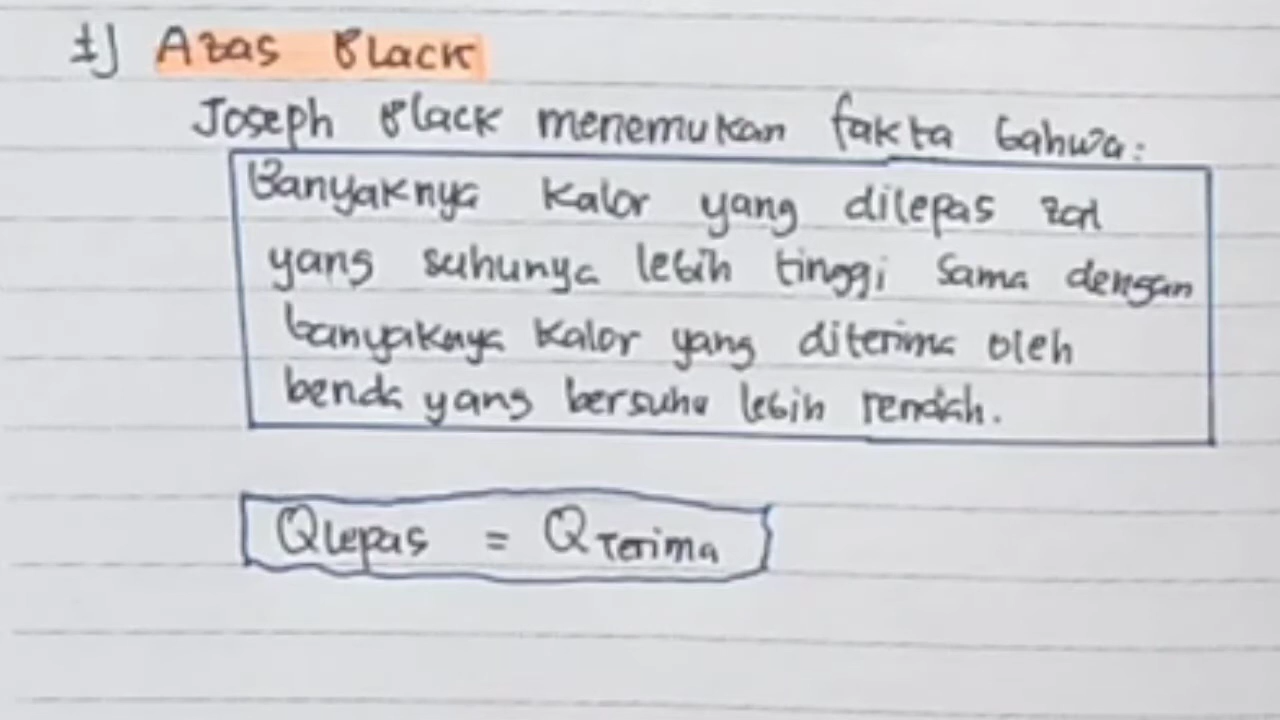 1) Azas Black
Joseph Black menemukan fakta bahwa:
Banyaknya kalor yang dilepas zat
yang suhunya lebih tinggi sama dengan
banyaknya kalor yang diterima oleh
benda yang bersuhu lebih rendah.
Qlepas = QTerima